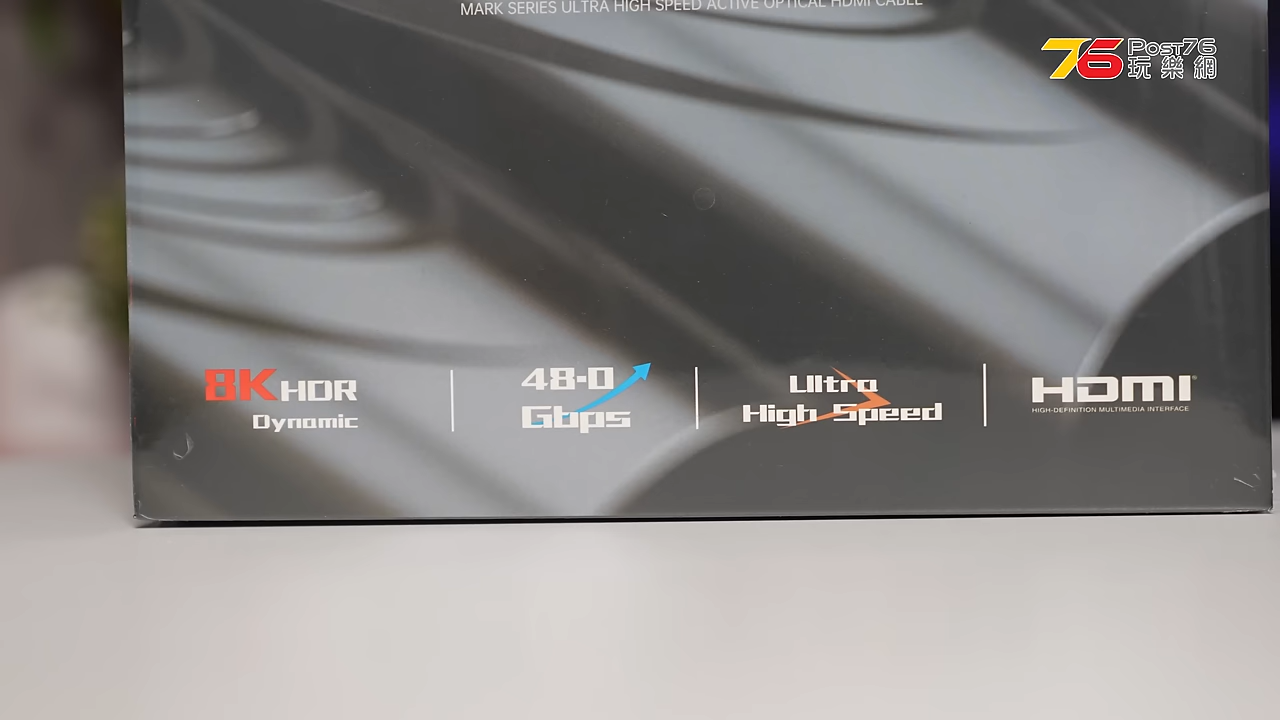 MARK SERIES ULTRA HIGH SPEED ACTIVE OPTICAL HDMI CABLE
76 Post76
玩樂網
8K HDR
Dynamic
48-0
Gbps
Ultra
High Speed
HDMI
HIGH-DEFINITION MULTIMEDIA INTERFACE